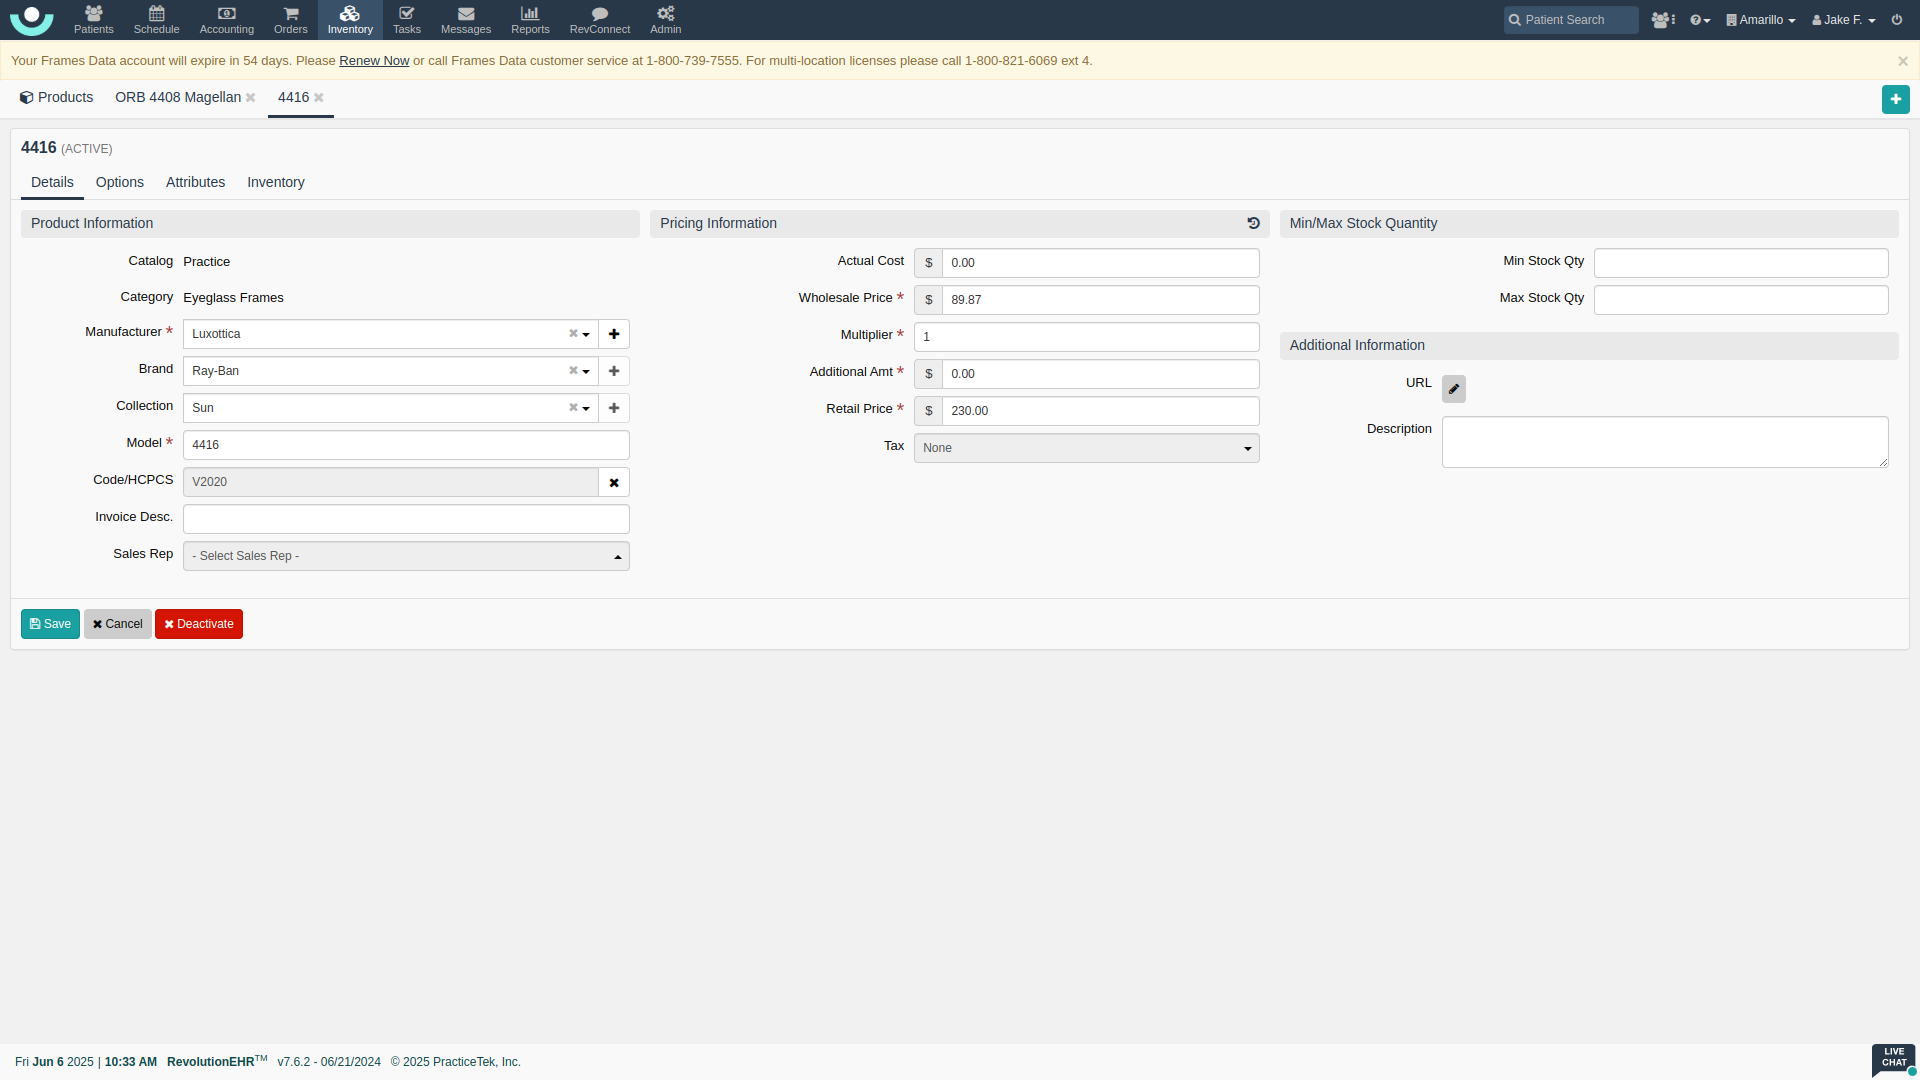 Patients Schedule Accounting Orders Inventory Tasks Messages Reports RevConnect Admin Patient Search Amarillo Jake F.
Your Frames Data account will expire in 54 days. Please Renew Now or call Frames Data customer service at 1-800-739-7555. For multi-location licenses please call 1-800-821-6069 ext 4.
Products ORB 4408 Magellan 4416
4416 (ACTIVE)
Details Options Attributes Inventory
Product Information
Catalog Practice
Category Eyeglass Frames
Manufacturer * Luxottica
Brand Ray-Ban
Collection Sun
Model * 4416
Code/HCPCS V2020
Invoice Desc.
Sales Rep - Select Sales Rep -
Pricing Information
Actual Cost $ 0.00
Wholesale Price * $ 89.87
Multiplier * 1
Additional Amt * $ 0.00
Retail Price * $ 230.00
Tax None
Min/Max Stock Quantity
Min Stock Qty
Max Stock Qty
Additional Information
URL
Description
Save Cancel Deactivate
Fri Jun 6 2025 | 10:33 AM RevolutionEHR™ v7.6.2 - 06/21/2024 © 2025 PracticeTek, Inc.
LIVE
CHAT